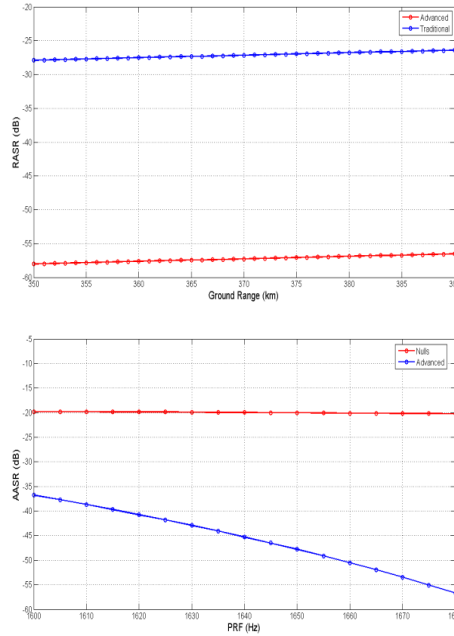 -20
-25
-30
-35
-40
-45
-50
-55
-60
RASR (dB)
Advanced
Traditional
350 355 360 365 370 375 380 385 390
Ground Range (km)
-5
-10
-15
-20
-25
-30
-35
-40
-45
-50
-55
-60
AASR (dB)
Nulls
Advanced
1600 1610 1620 1630 1640 1650 1660 1670
PRF (Hz)